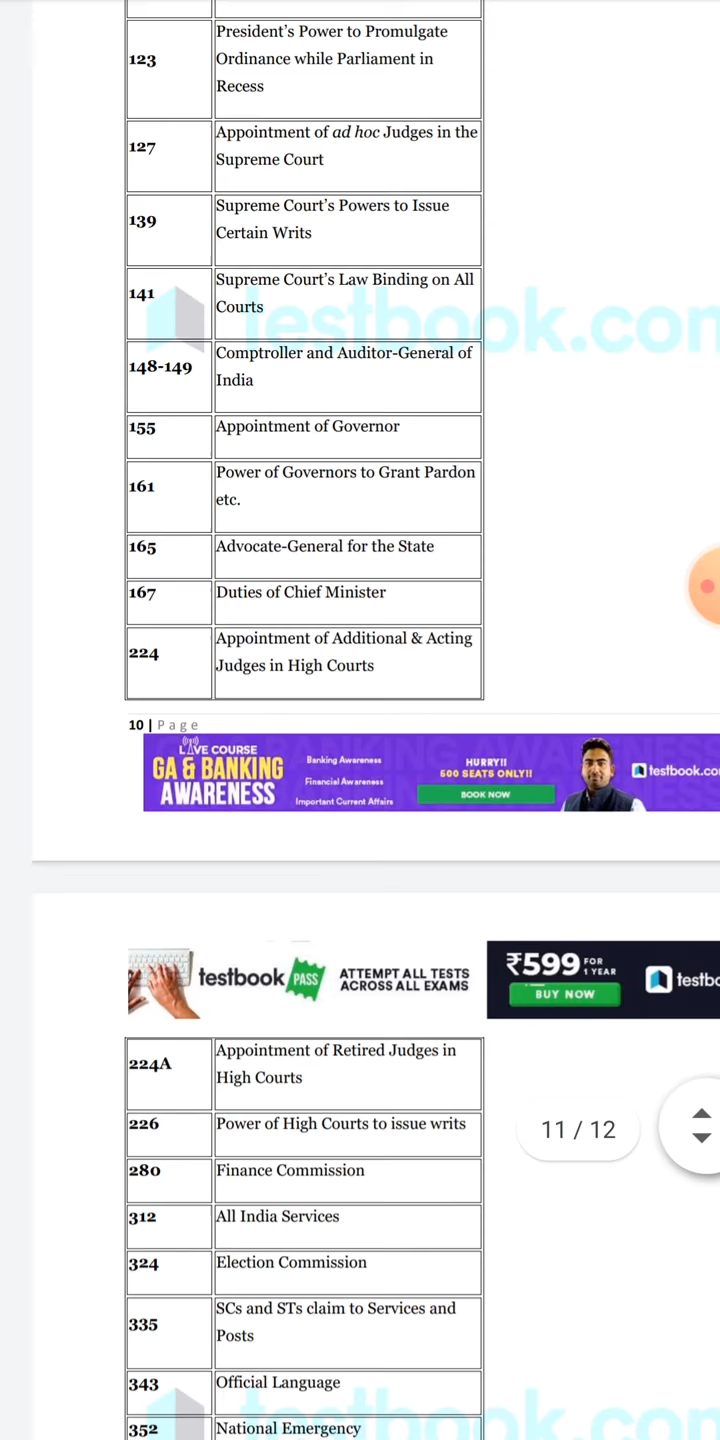 123
President's Power to Promulgate
Ordinance while Parliament in
Recess
127
Appointment of ad hoc Judges in the
Supreme Court
139
Supreme Court's Powers to Issue
Certain Writs
141
Supreme Court's Law Binding on All
Courts
testbook.com
148-149
Comptroller and Auditor-General of
India
155
Appointment of Governor
161
Power of Governors to Grant Pardon
etc.
165
Advocate-General for the State
167
Duties of Chief Minister
224
Appointment of Additional & Acting
Judges in High Courts
10 | Page
LIVE COURSE
GA & BANKING
AWARENESS
Banking Awareness
Financial Awareness
Important Current Affairs
HURRY!!
500 SEATS ONLY!!
BOOK NOW
testbook.co
testbook PASS
ATTEMPT ALL TESTS
ACROSS ALL EXAMS
₹599 FOR
1 YEAR
BUY NOW
testbo
224A
Appointment of Retired Judges in
High Courts
226
Power of High Courts to issue writs
11 / 12
280
Finance Commission
312
All India Services
324
Election Commission
335
SCs and STs claim to Services and
Posts
343
Official Language
352
National Emergency
testbook.com